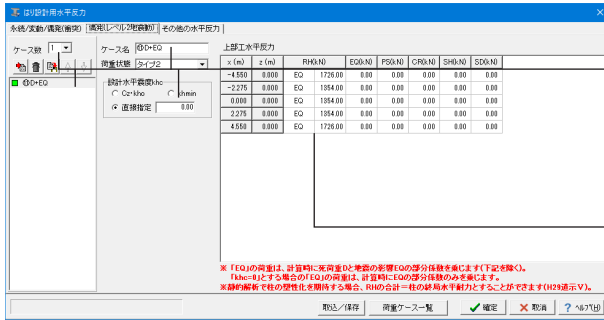 はり設計用水平反力
永続/変動/偶発(衝突) 偶発(レベル2地震動) その他の水平反力
ケース数 1
ケース名 ⑪D+EQ
荷重状態 タイプ2
⑪D+EQ
設計水平震度khc
Cz・khc khmin
直接指定 0.00
上部工水平反力
x (m) z (m) RH(kN) EQ(kN) PS(kN) CR(kN) SH(kN) SD(kN)
-4.550 0.000 EQ 1726.00 0.00 0.00 0.00 0.00 0.00
-2.275 0.000 EQ 1354.00 0.00 0.00 0.00 0.00 0.00
0.000 0.000 EQ 1354.00 0.00 0.00 0.00 0.00 0.00
2.275 0.000 EQ 1354.00 0.00 0.00 0.00 0.00 0.00
4.550 0.000 EQ 1726.00 0.00 0.00 0.00 0.00 0.00
※「EQ」の荷重は、計算時に死荷重Dと地震の影響EQの部分係数を乗じます(下記を除く)。
「khc=0」とする場合の「EQ」の荷重は、計算時にEQの部分係数のみを乗じます。
※静的解析で柱の塑性化を期待する場合、RHの合計=柱の終局水平耐力とすることができます(H29道示Ⅴ)。
取込/保存 荷重ケース一覧 確定 取消 ? ヘルプ(H)